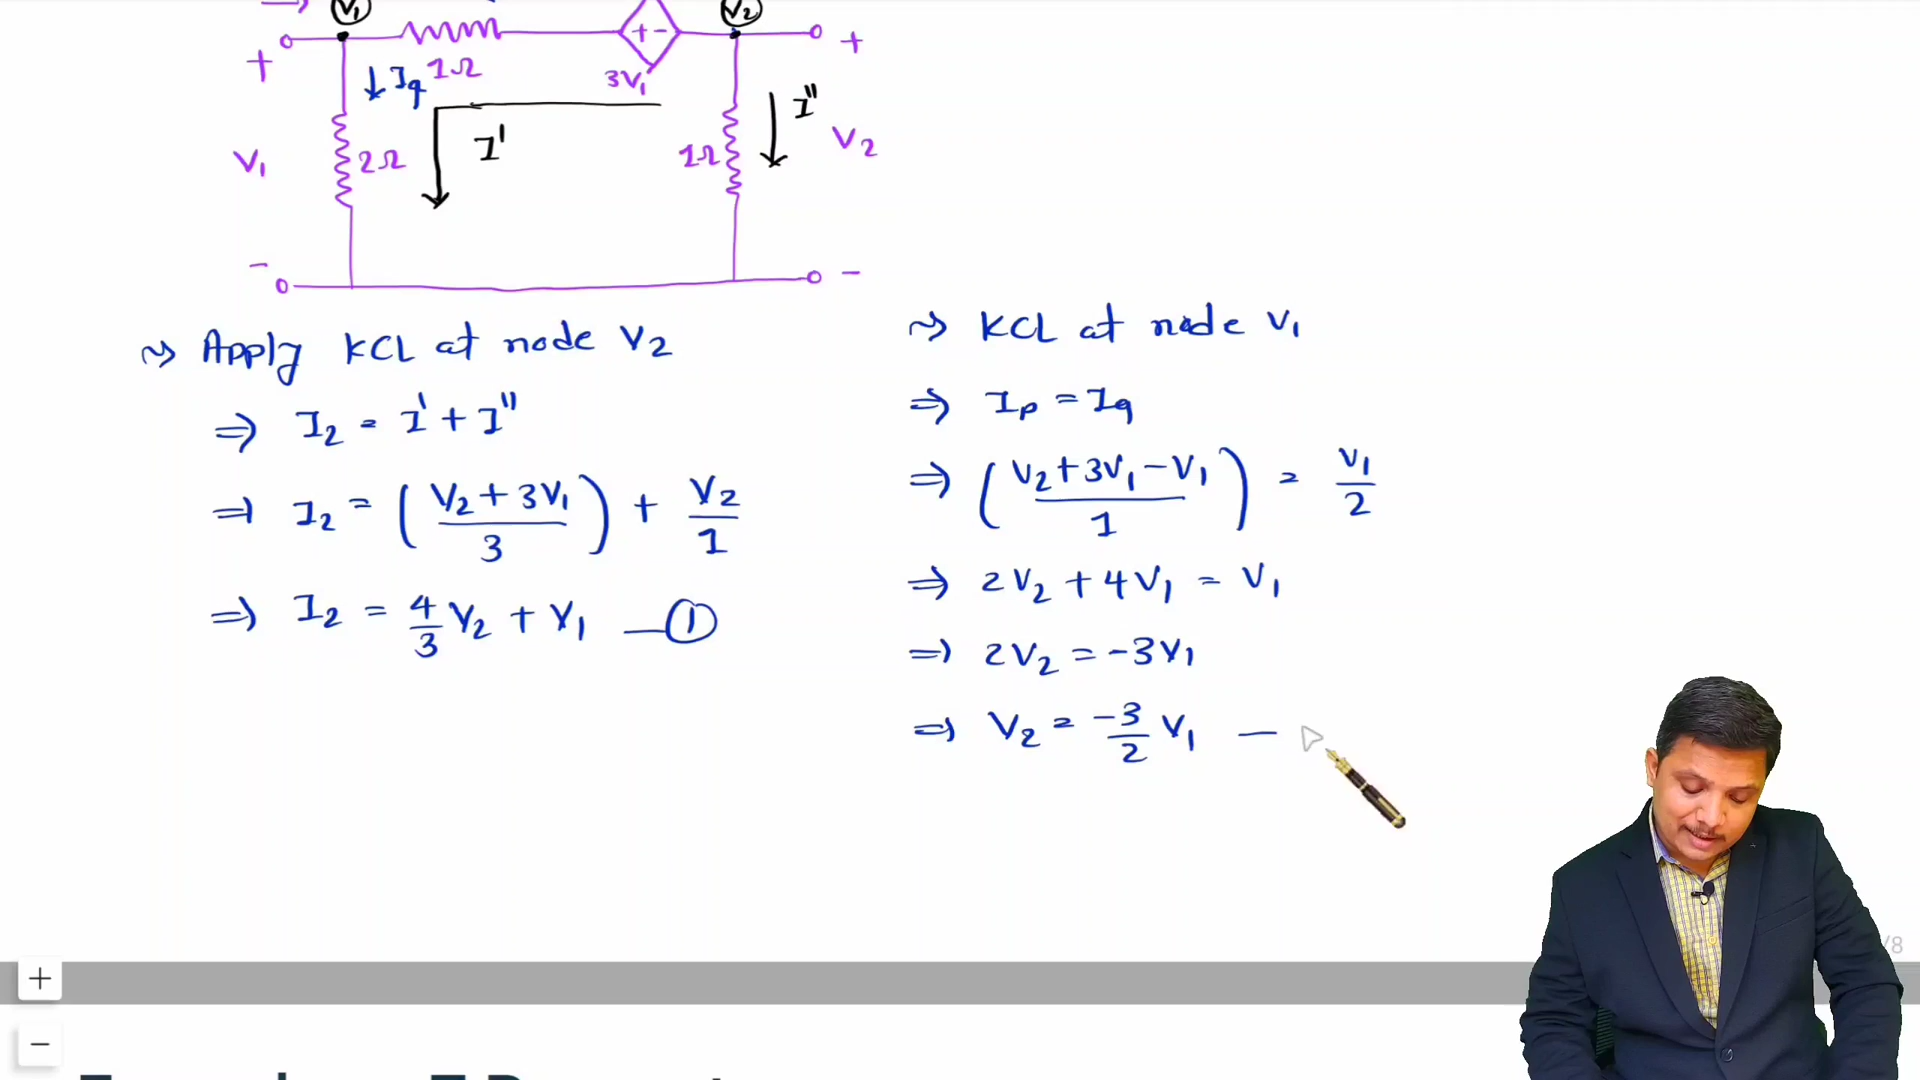 V₁ V₂
+ 1Ω + - +
↓ Iq 3V₁ I''
V₁ 2Ω I' 1Ω V₂
- -
~> Apply KCL at node V₂
⇒ I₂ = I' + I''
⇒ I₂ = ((V₂ + 3V₁)/3) + V₂/1
⇒ I₂ = 4/3 V₂ + V₁ — ①
~> KCL at node V₁
⇒ Ip = Iq
⇒ ((V₂ + 3V₁ - V₁)/1) = V₁/2
⇒ 2V₂ + 4V₁ = V₁
⇒ 2V₂ = -3V₁
⇒ V₂ = -3/2 V₁ —
/8
+
−